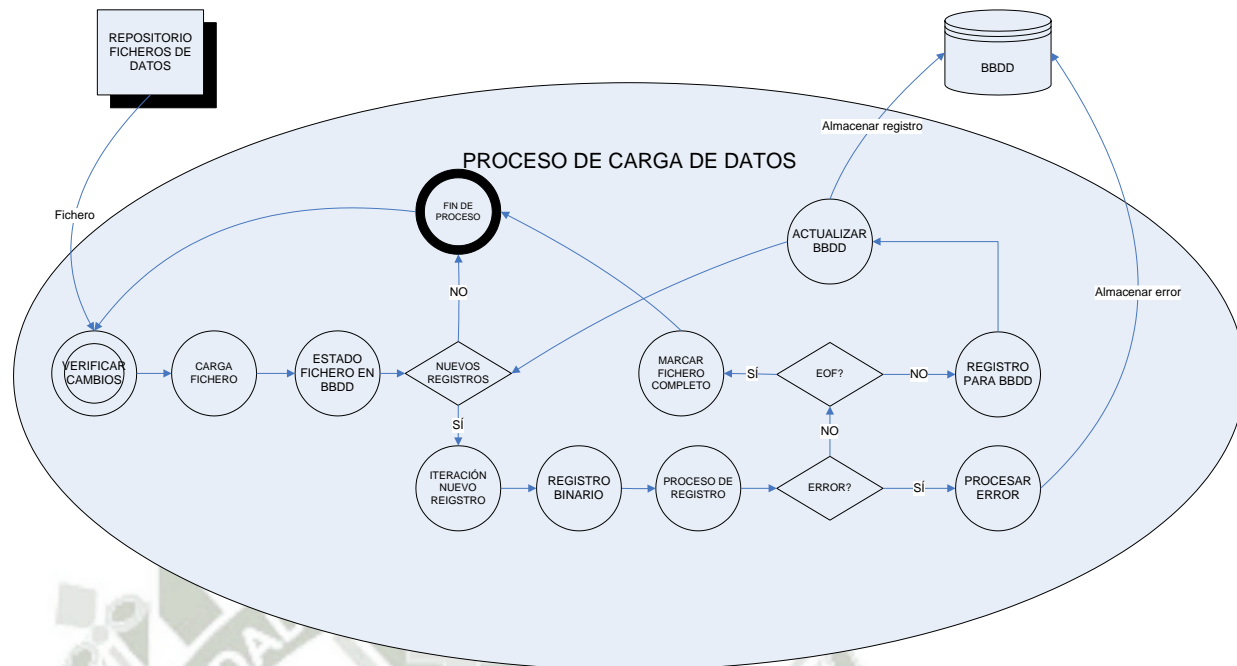 REPOSITORIO
FICHEROS DE
DATOS
BBDD
Almacenar registro
PROCESO DE CARGA DE DATOS
FIN DE
PROCESO
Fichero
ACTUALIZAR
BBDD
NO
Almacenar error
VERIFICAR
CAMBIOS
CARGA
FICHERO
ESTADO
FICHERO EN
BBDD
NUEVOS
REGISTROS
MARCAR
FICHERO
COMPLETO
SÍ
EOF?
NO
REGISTRO
PARA BBDD
SÍ
NO
ITERACIÓN
NUEVO
REIGSTRO
REGISTRO
BINARIO
PROCESO DE
REGISTRO
ERROR?
SÍ
PROCESAR
ERROR